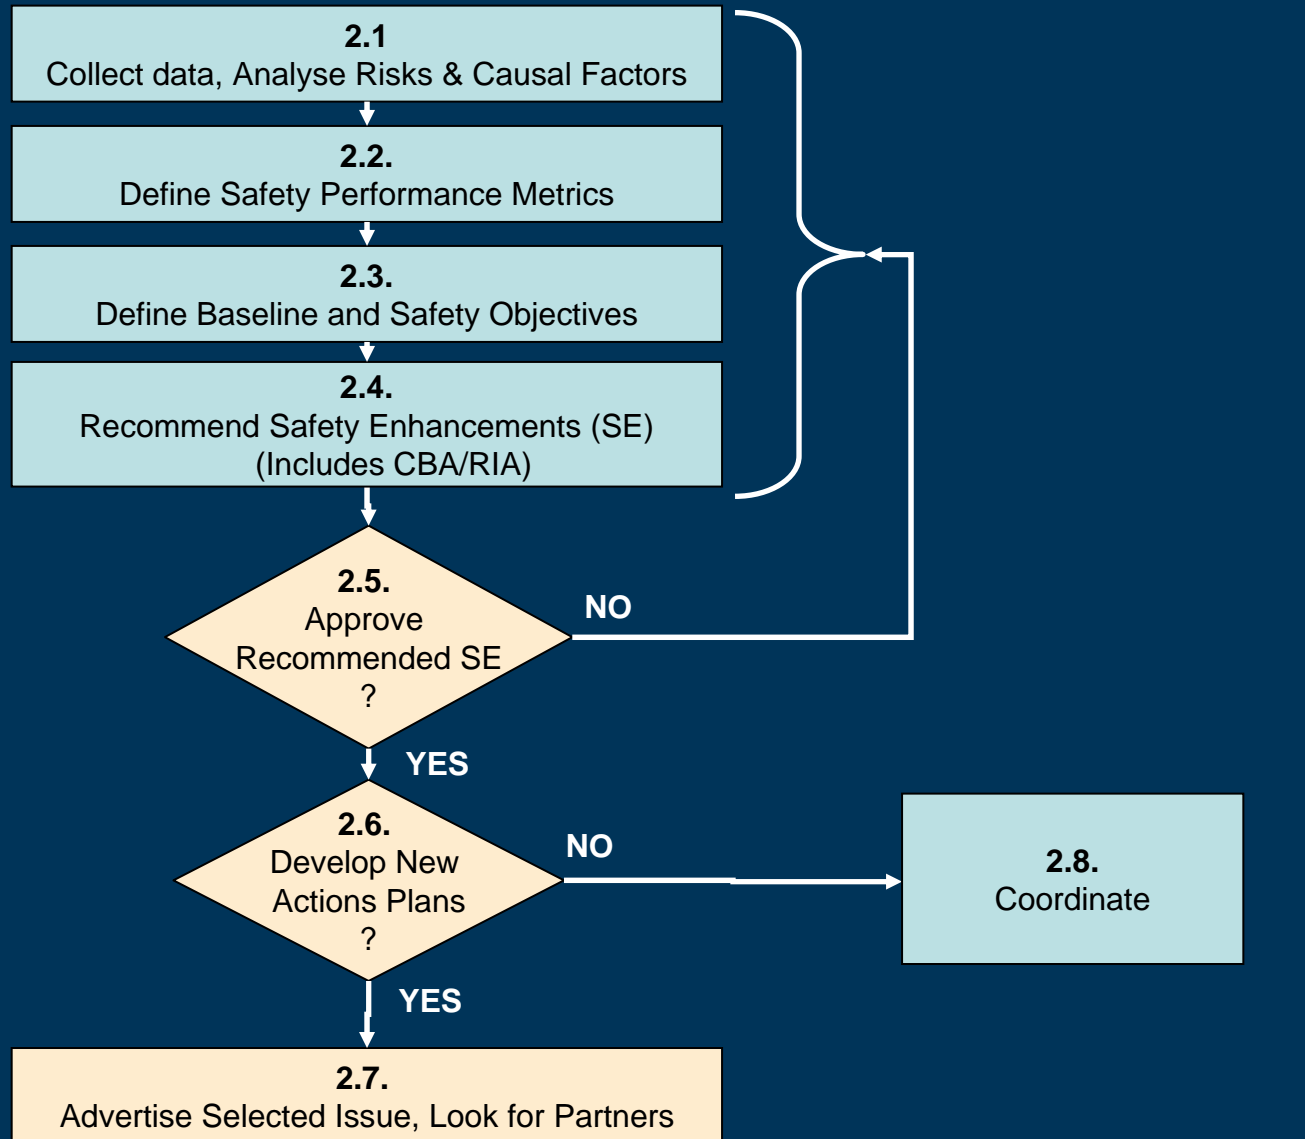 2.1
Collect data, Analyse Risks & Causal Factors
2.2.
Define Safety Performance Metrics
2.3.
Define Baseline and Safety Objectives
2.4.
Recommend Safety Enhancements (SE)
(Includes CBA/RIA)
2.5.
Approve
Recommended SE
?
NO
YES
2.6.
Develop New
Actions Plans
?
NO
2.8.
Coordinate
YES
2.7.
Advertise Selected Issue, Look for Partners